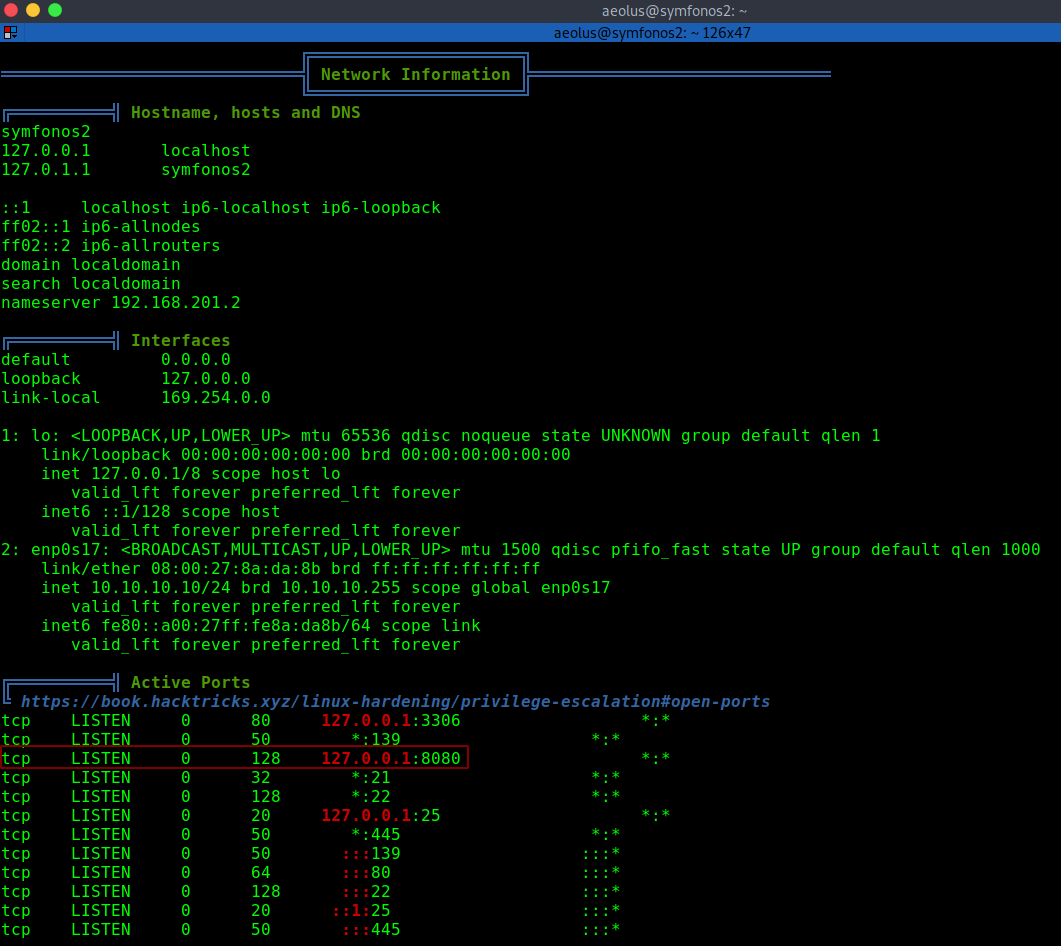 aeolus@symfonos2: ~
aeolus@symfonos2: ~ 126x47
Network Information
Hostname, hosts and DNS
symfonos2
127.0.0.1       localhost
127.0.1.1       symfonos2
::1     localhost ip6-localhost ip6-loopback
ff02::1 ip6-allnodes
ff02::2 ip6-allrouters
domain localdomain
search localdomain
nameserver 192.168.201.2
Interfaces
default         0.0.0.0
loopback        127.0.0.0
link-local      169.254.0.0
1: lo: <LOOPBACK,UP,LOWER_UP> mtu 65536 qdisc noqueue state UNKNOWN group default qlen 1
    link/loopback 00:00:00:00:00:00 brd 00:00:00:00:00:00
    inet 127.0.0.1/8 scope host lo
       valid_lft forever preferred_lft forever
    inet6 ::1/128 scope host
       valid_lft forever preferred_lft forever
2: enp0s17: <BROADCAST,MULTICAST,UP,LOWER_UP> mtu 1500 qdisc pfifo_fast state UP group default qlen 1000
    link/ether 08:00:27:8a:da:8b brd ff:ff:ff:ff:ff:ff
    inet 10.10.10.10/24 brd 10.10.10.255 scope global enp0s17
       valid_lft forever preferred_lft forever
    inet6 fe80::a00:27ff:fe8a:da8b/64 scope link
       valid_lft forever preferred_lft forever
Active Ports
https://book.hacktricks.xyz/linux-hardening/privilege-escalation#open-ports
tcp    LISTEN     0      80     127.0.0.1:3306                  *:*
tcp    LISTEN     0      50        *:139                   *:*
tcp    LISTEN     0      128    127.0.0.1:8080                  *:*
tcp    LISTEN     0      32        *:21                    *:*
tcp    LISTEN     0      128       *:22                    *:*
tcp    LISTEN     0      20     127.0.0.1:25                    *:*
tcp    LISTEN     0      50        *:445                   *:*
tcp    LISTEN     0      50       :::139                  :::*
tcp    LISTEN     0      64       :::80                   :::*
tcp    LISTEN     0      128      :::22                   :::*
tcp    LISTEN     0      20      ::1:25                   :::*
tcp    LISTEN     0      50       :::445                  :::*